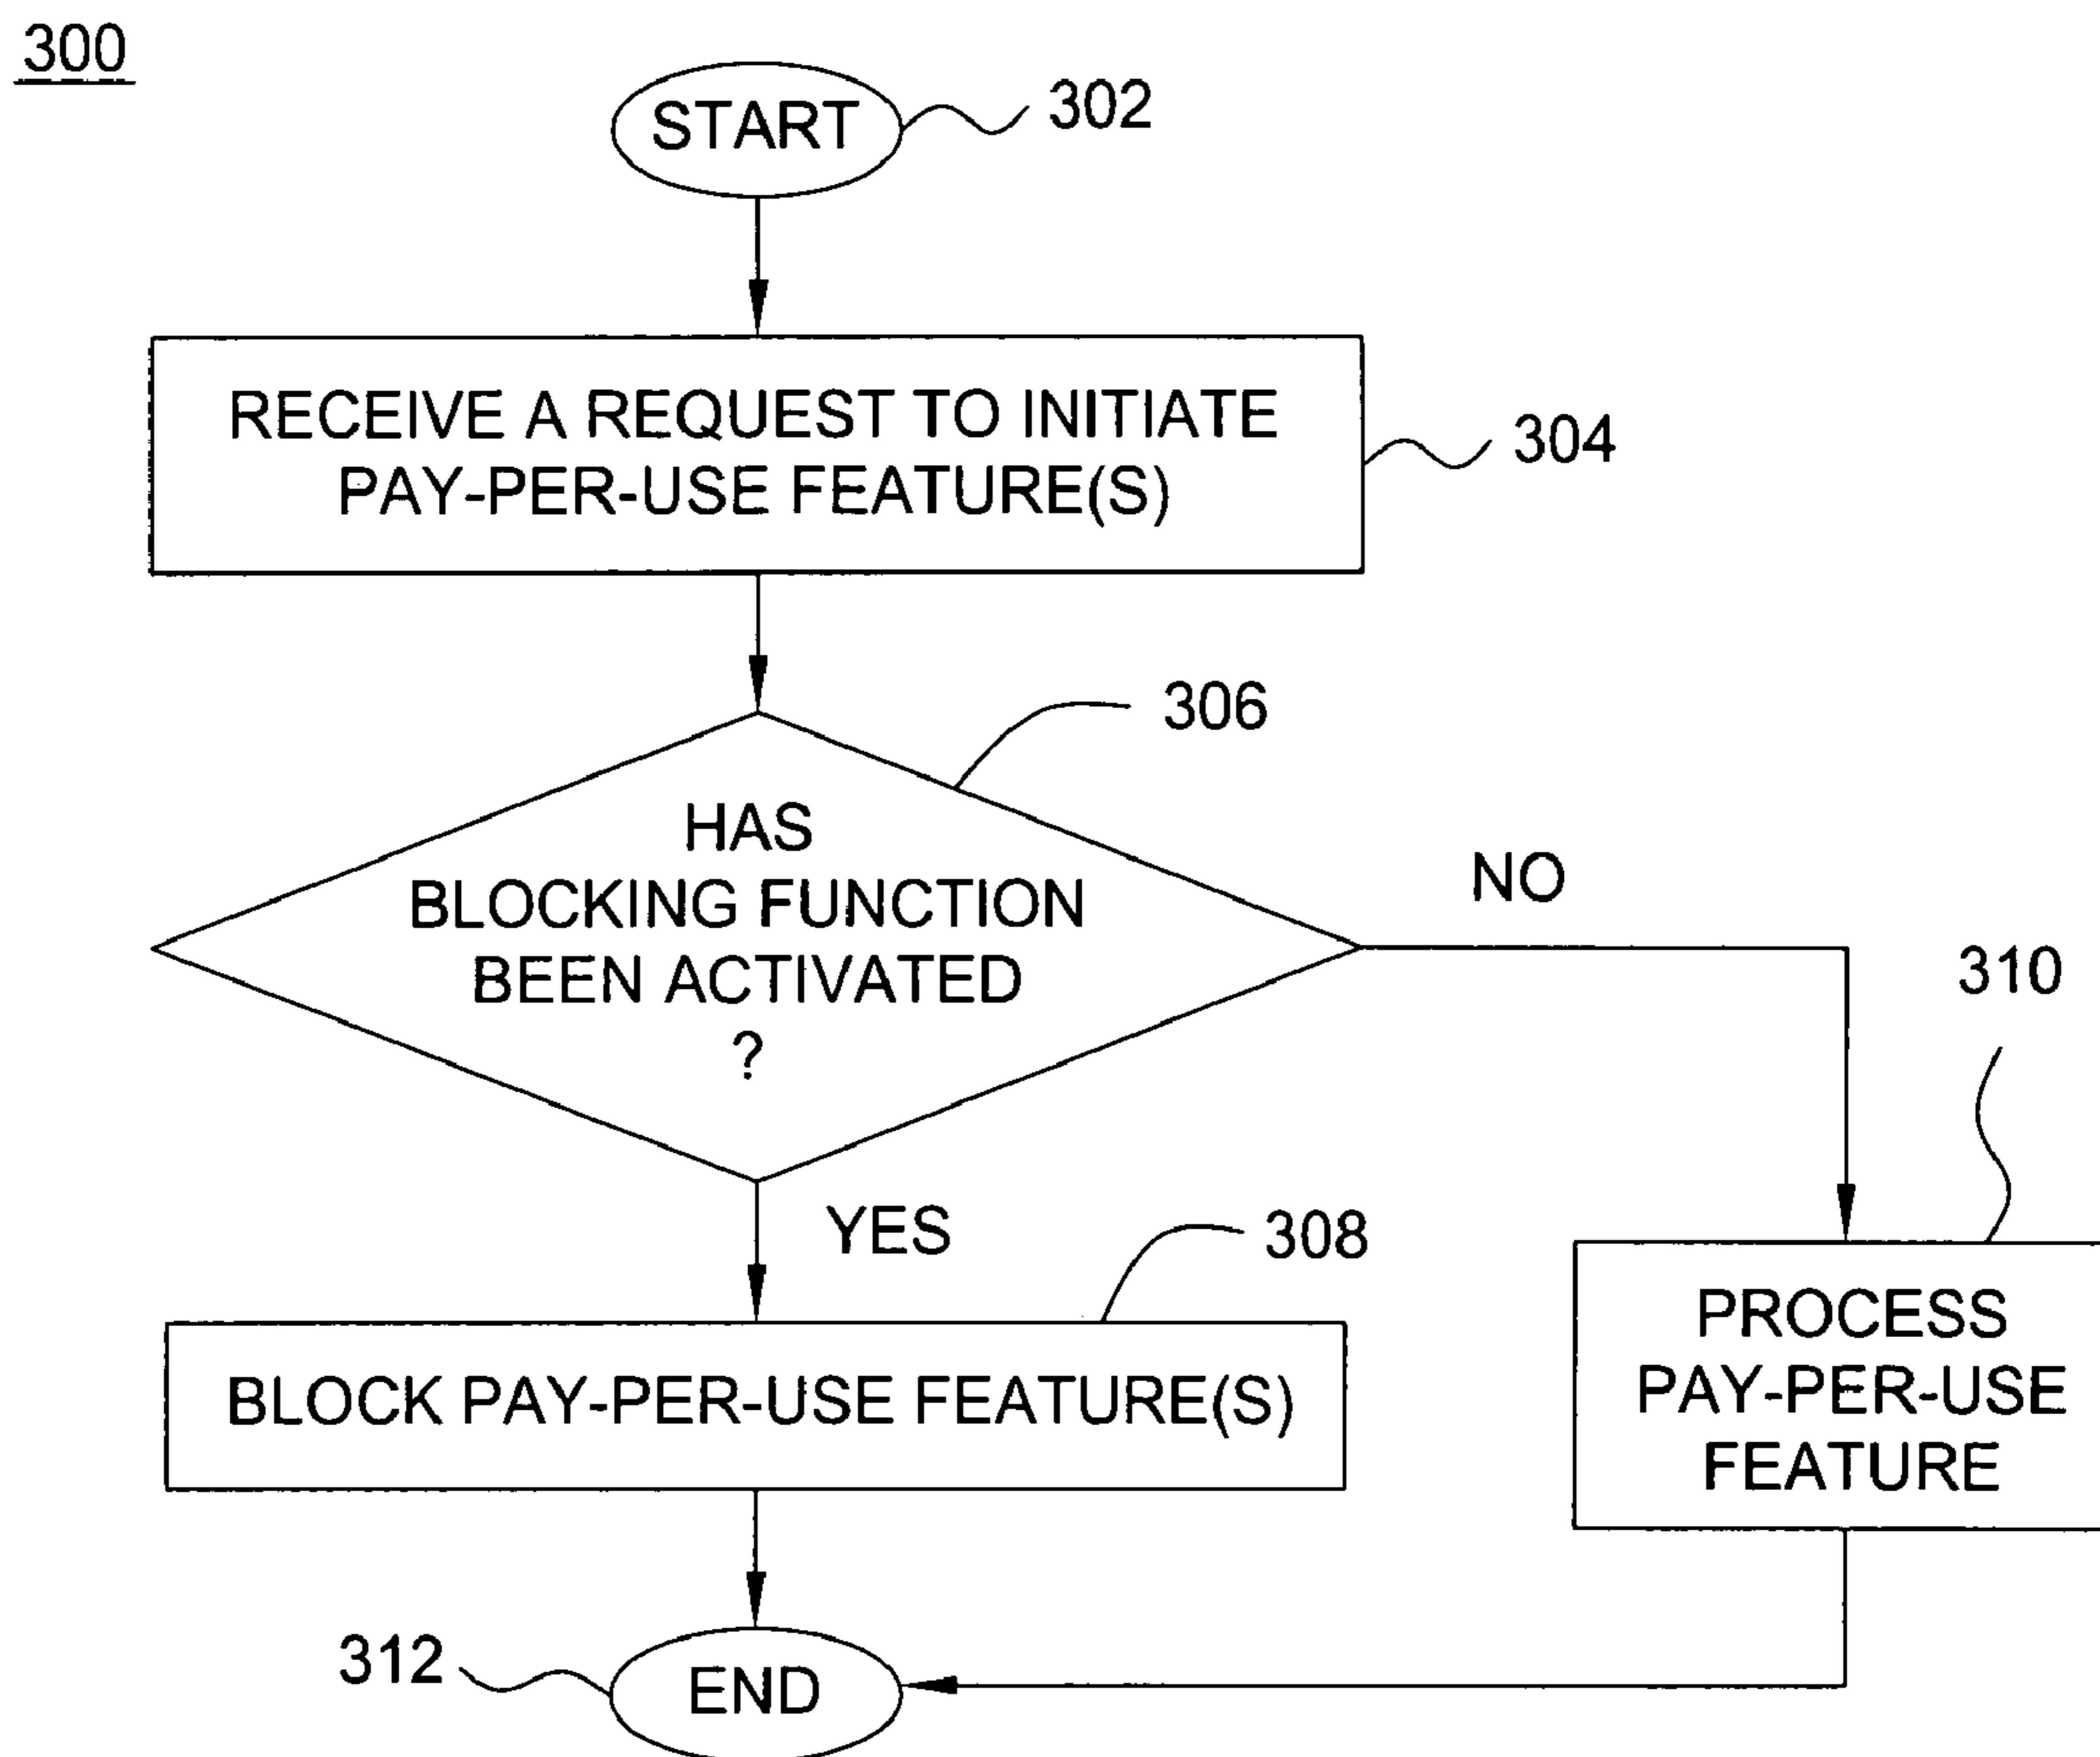 300
START
302
RECEIVE A REQUEST TO INITIATE
PAY-PER-USE FEATURE(S)
304
306
HAS
BLOCKING FUNCTION
BEEN ACTIVATED
?
NO
310
YES
308
BLOCK PAY-PER-USE FEATURE(S)
PROCESS
PAY-PER-USE
FEATURE
312
END